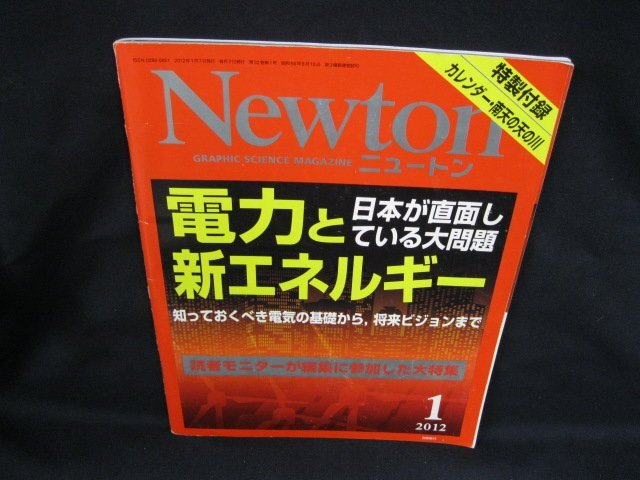 特製付録
カレンダー・南天の天の川
Newton
GRAPHIC SCIENCE MAGAZINE ニュートン
電力と 日本が直面し
ている大問題
新エネルギー
知っておくべき電気の基礎から，将来ビジョンまで
読者モニターが編集に参加した大特集
1
2012